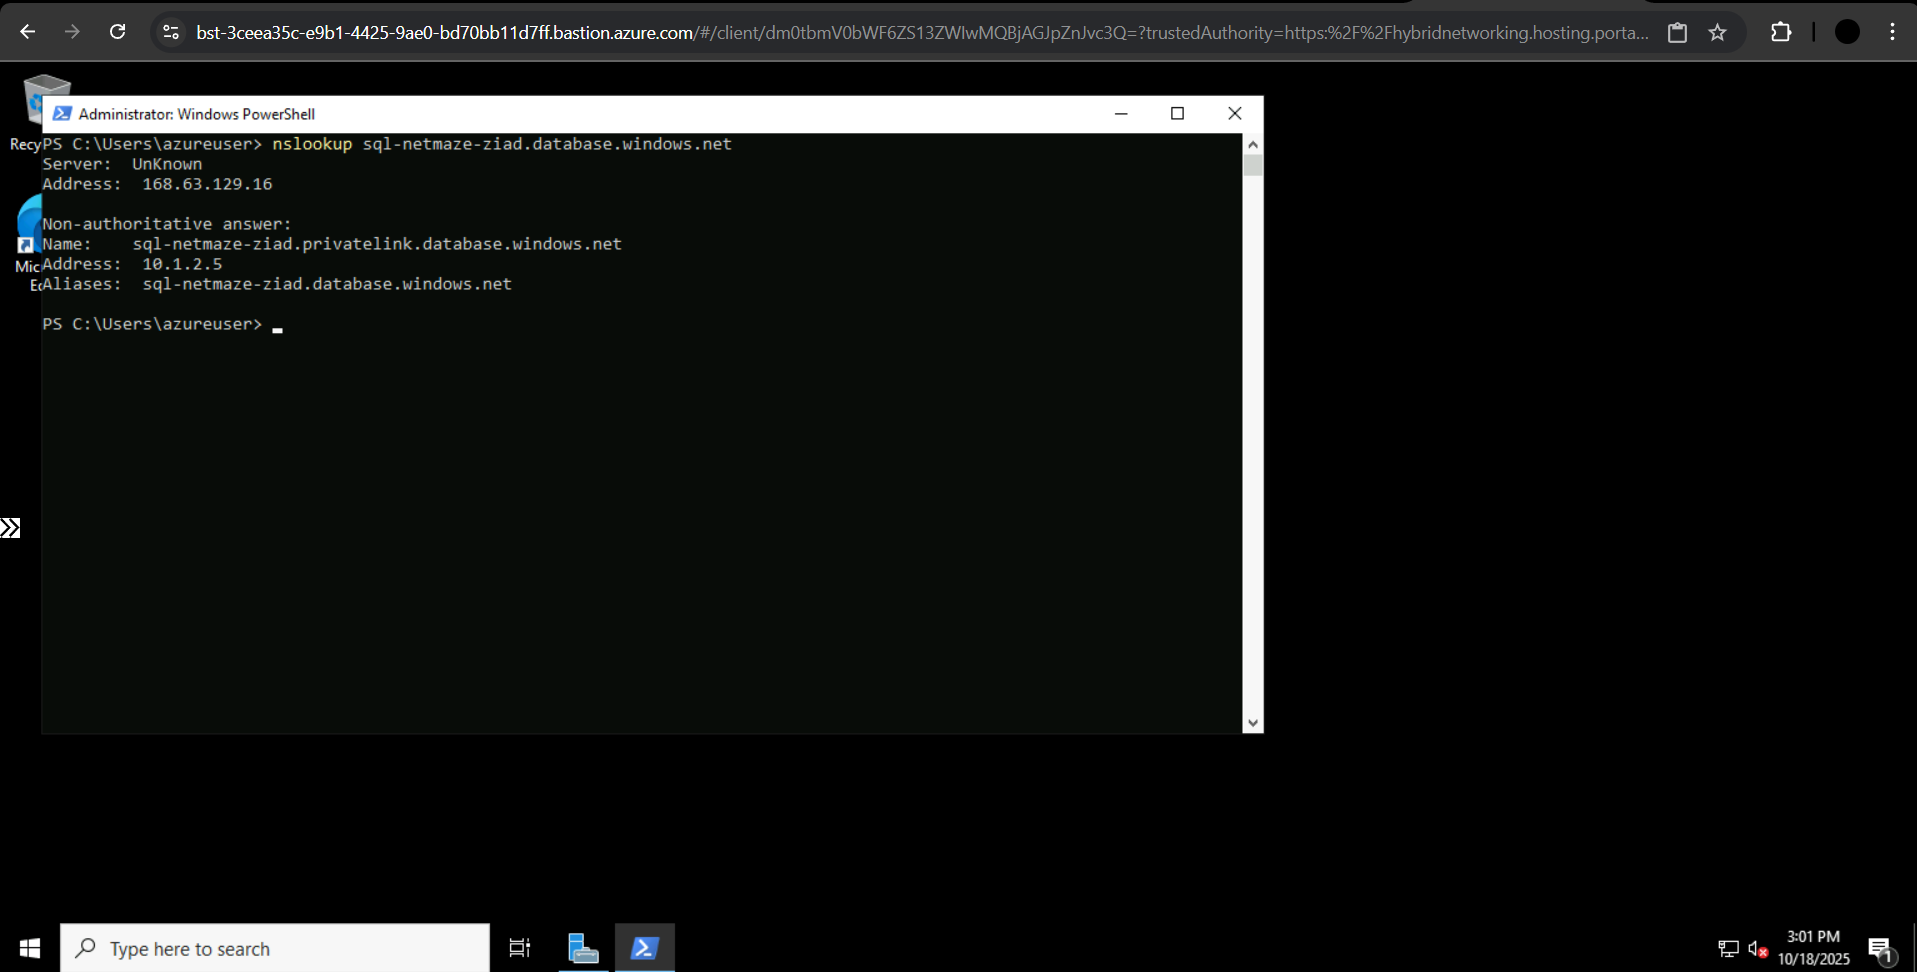 bst-3ceea35c-e9b1-4425-9ae0-bd70bb11d7ff.bastion.azure.com/#/client/dm0tbmV0bWF6ZS13ZWIwMQBjAGJpZnJvc3Q=?trustedAuthority=https:%2F%2Fhybridnetworking.hosting.porta...
Administrator: Windows PowerShell
Recy
PS C:\Users\azureuser> nslookup sql-netmaze-ziad.database.windows.net
Server:  UnKnown
Address:  168.63.129.16
Non-authoritative answer:
Name:    sql-netmaze-ziad.privatelink.database.windows.net
Mic
Address:  10.1.2.5
Aliases:  sql-netmaze-ziad.database.windows.net
PS C:\Users\azureuser>
Type here to search
3:01 PM
10/18/2025
1